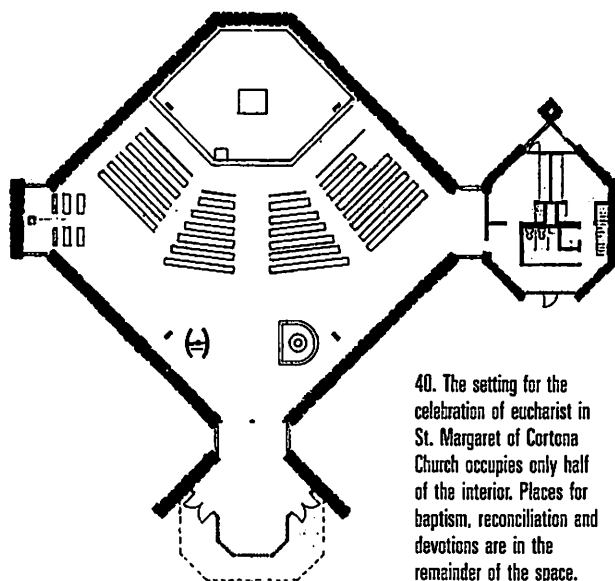 40. The setting for the
celebration of eucharist in
St. Margaret of Cortona
Church occupies only half
of the interior. Places for
baptism, reconciliation and
devotions are in the
remainder of the space.